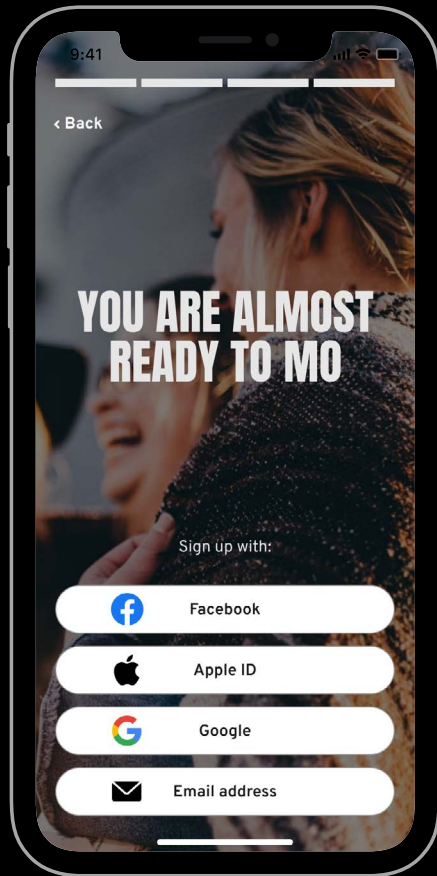 9:41
‹ Back
YOU ARE ALMOST
READY TO MO
Sign up with:
Facebook
Apple ID
Google
Email address